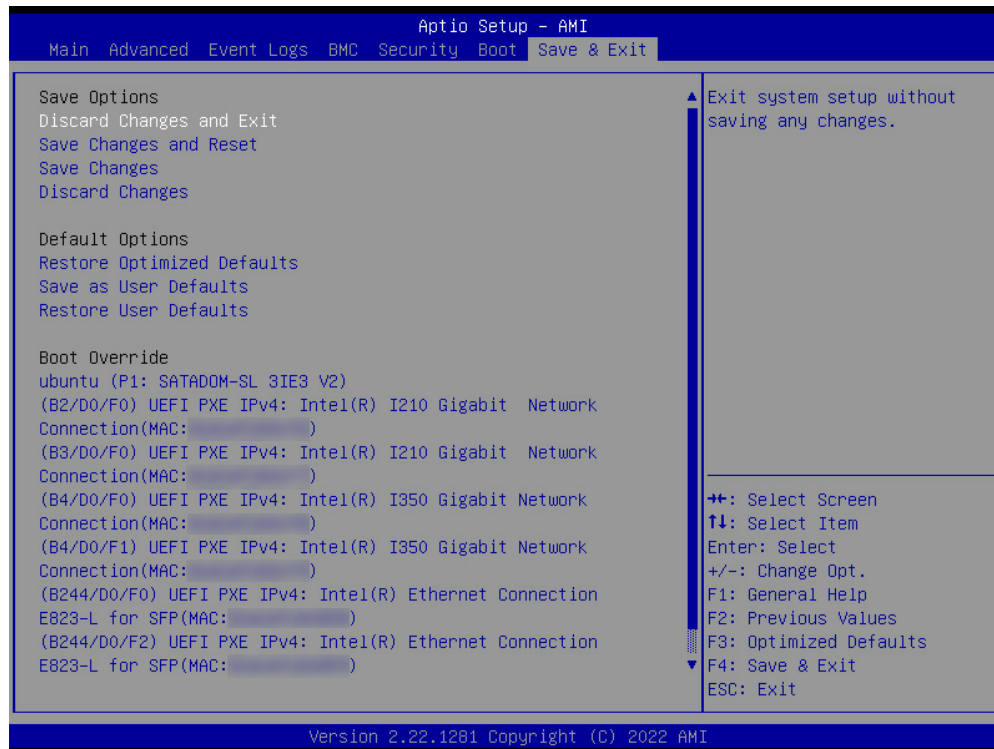 Aptio Setup – AMI
Main Advanced Event Logs BMC Security Boot Save & Exit
Save Options
Discard Changes and Exit
Save Changes and Reset
Save Changes
Discard Changes
Default Options
Restore Optimized Defaults
Save as User Defaults
Restore User Defaults
Boot Override
ubuntu (P1: SATADOM-SL 3IE3 V2)
(B2/D0/F0) UEFI PXE IPv4: Intel(R) I210 Gigabit Network
Connection(MAC: )
(B3/D0/F0) UEFI PXE IPv4: Intel(R) I210 Gigabit Network
Connection(MAC: )
(B4/D0/F0) UEFI PXE IPv4: Intel(R) I350 Gigabit Network
Connection(MAC: )
(B4/D0/F1) UEFI PXE IPv4: Intel(R) I350 Gigabit Network
Connection(MAC: )
(B244/D0/F0) UEFI PXE IPv4: Intel(R) Ethernet Connection
E823-L for SFP(MAC: )
(B244/D0/F2) UEFI PXE IPv4: Intel(R) Ethernet Connection
E823-L for SFP(MAC: )
Exit system setup without
saving any changes.
→←: Select Screen
↑↓: Select Item
Enter: Select
+/-: Change Opt.
F1: General Help
F2: Previous Values
F3: Optimized Defaults
F4: Save & Exit
ESC: Exit
Version 2.22.1281 Copyright (C) 2022 AMI